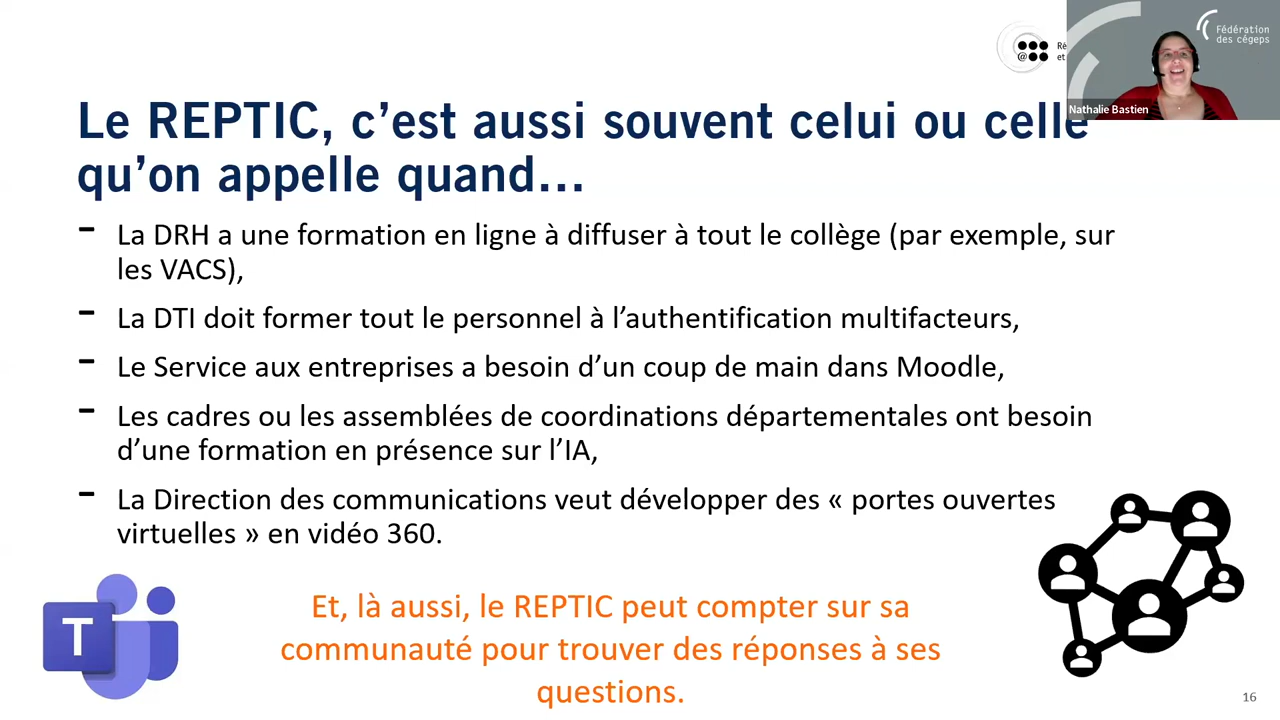 Ré
et
@
Fédération
des cégeps
Nathalie Bastien
Le REPTIC, c’est aussi souvent celui ou celle
qu’on appelle quand…
- La DRH a une formation en ligne à diffuser à tout le collège (par exemple, sur
les VACS),
- La DTI doit former tout le personnel à l’authentification multifacteurs,
- Le Service aux entreprises a besoin d’un coup de main dans Moodle,
- Les cadres ou les assemblées de coordinations départementales ont besoin
d’une formation en présence sur l’IA,
- La Direction des communications veut développer des « portes ouvertes
virtuelles » en vidéo 360.
T
Et, là aussi, le REPTIC peut compter sur sa
communauté pour trouver des réponses à ses
questions.
16